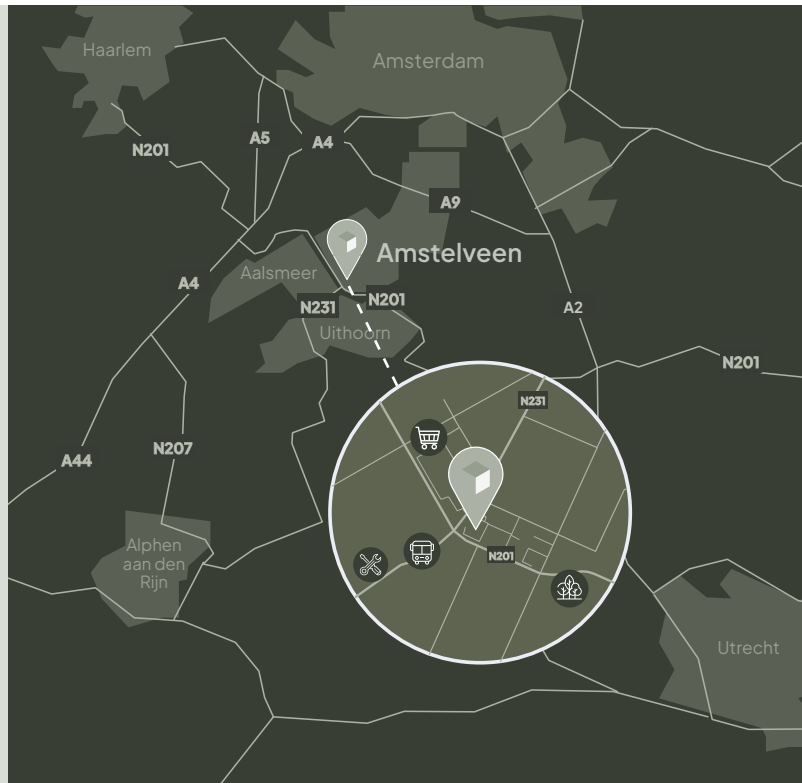 Haarlem
Amsterdam
A5
A4
N201
A9
Amstelveen
Aalsmeer
A4
N231
N201
A2
Uithoorn
N201
N231
N207
A44
Alphen
aan den
Rijn
N201
Utrecht